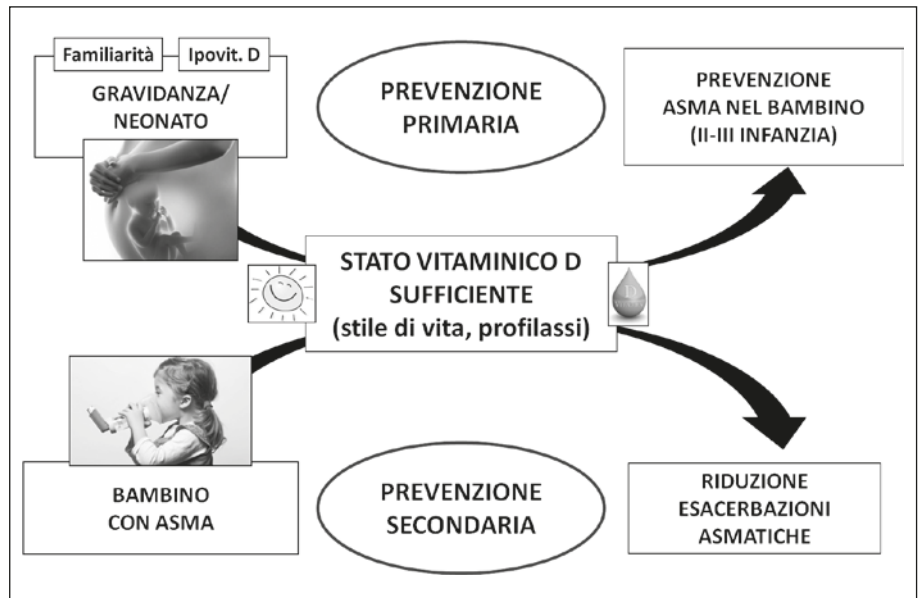 Familiarità
Ipovit. D
GRAVIDANZA/
NEONATO
PREVENZIONE
PRIMARIA
PREVENZIONE
ASMA NEL BAMBINO
(II-III INFANZIA)
STATO VITAMINICO D
SUFFICIENTE
(stile di vita, profilassi)
D
BAMBINO
CON ASMA
PREVENZIONE
SECONDARIA
RIDUZIONE
ESACERBAZIONI
ASMATICHE